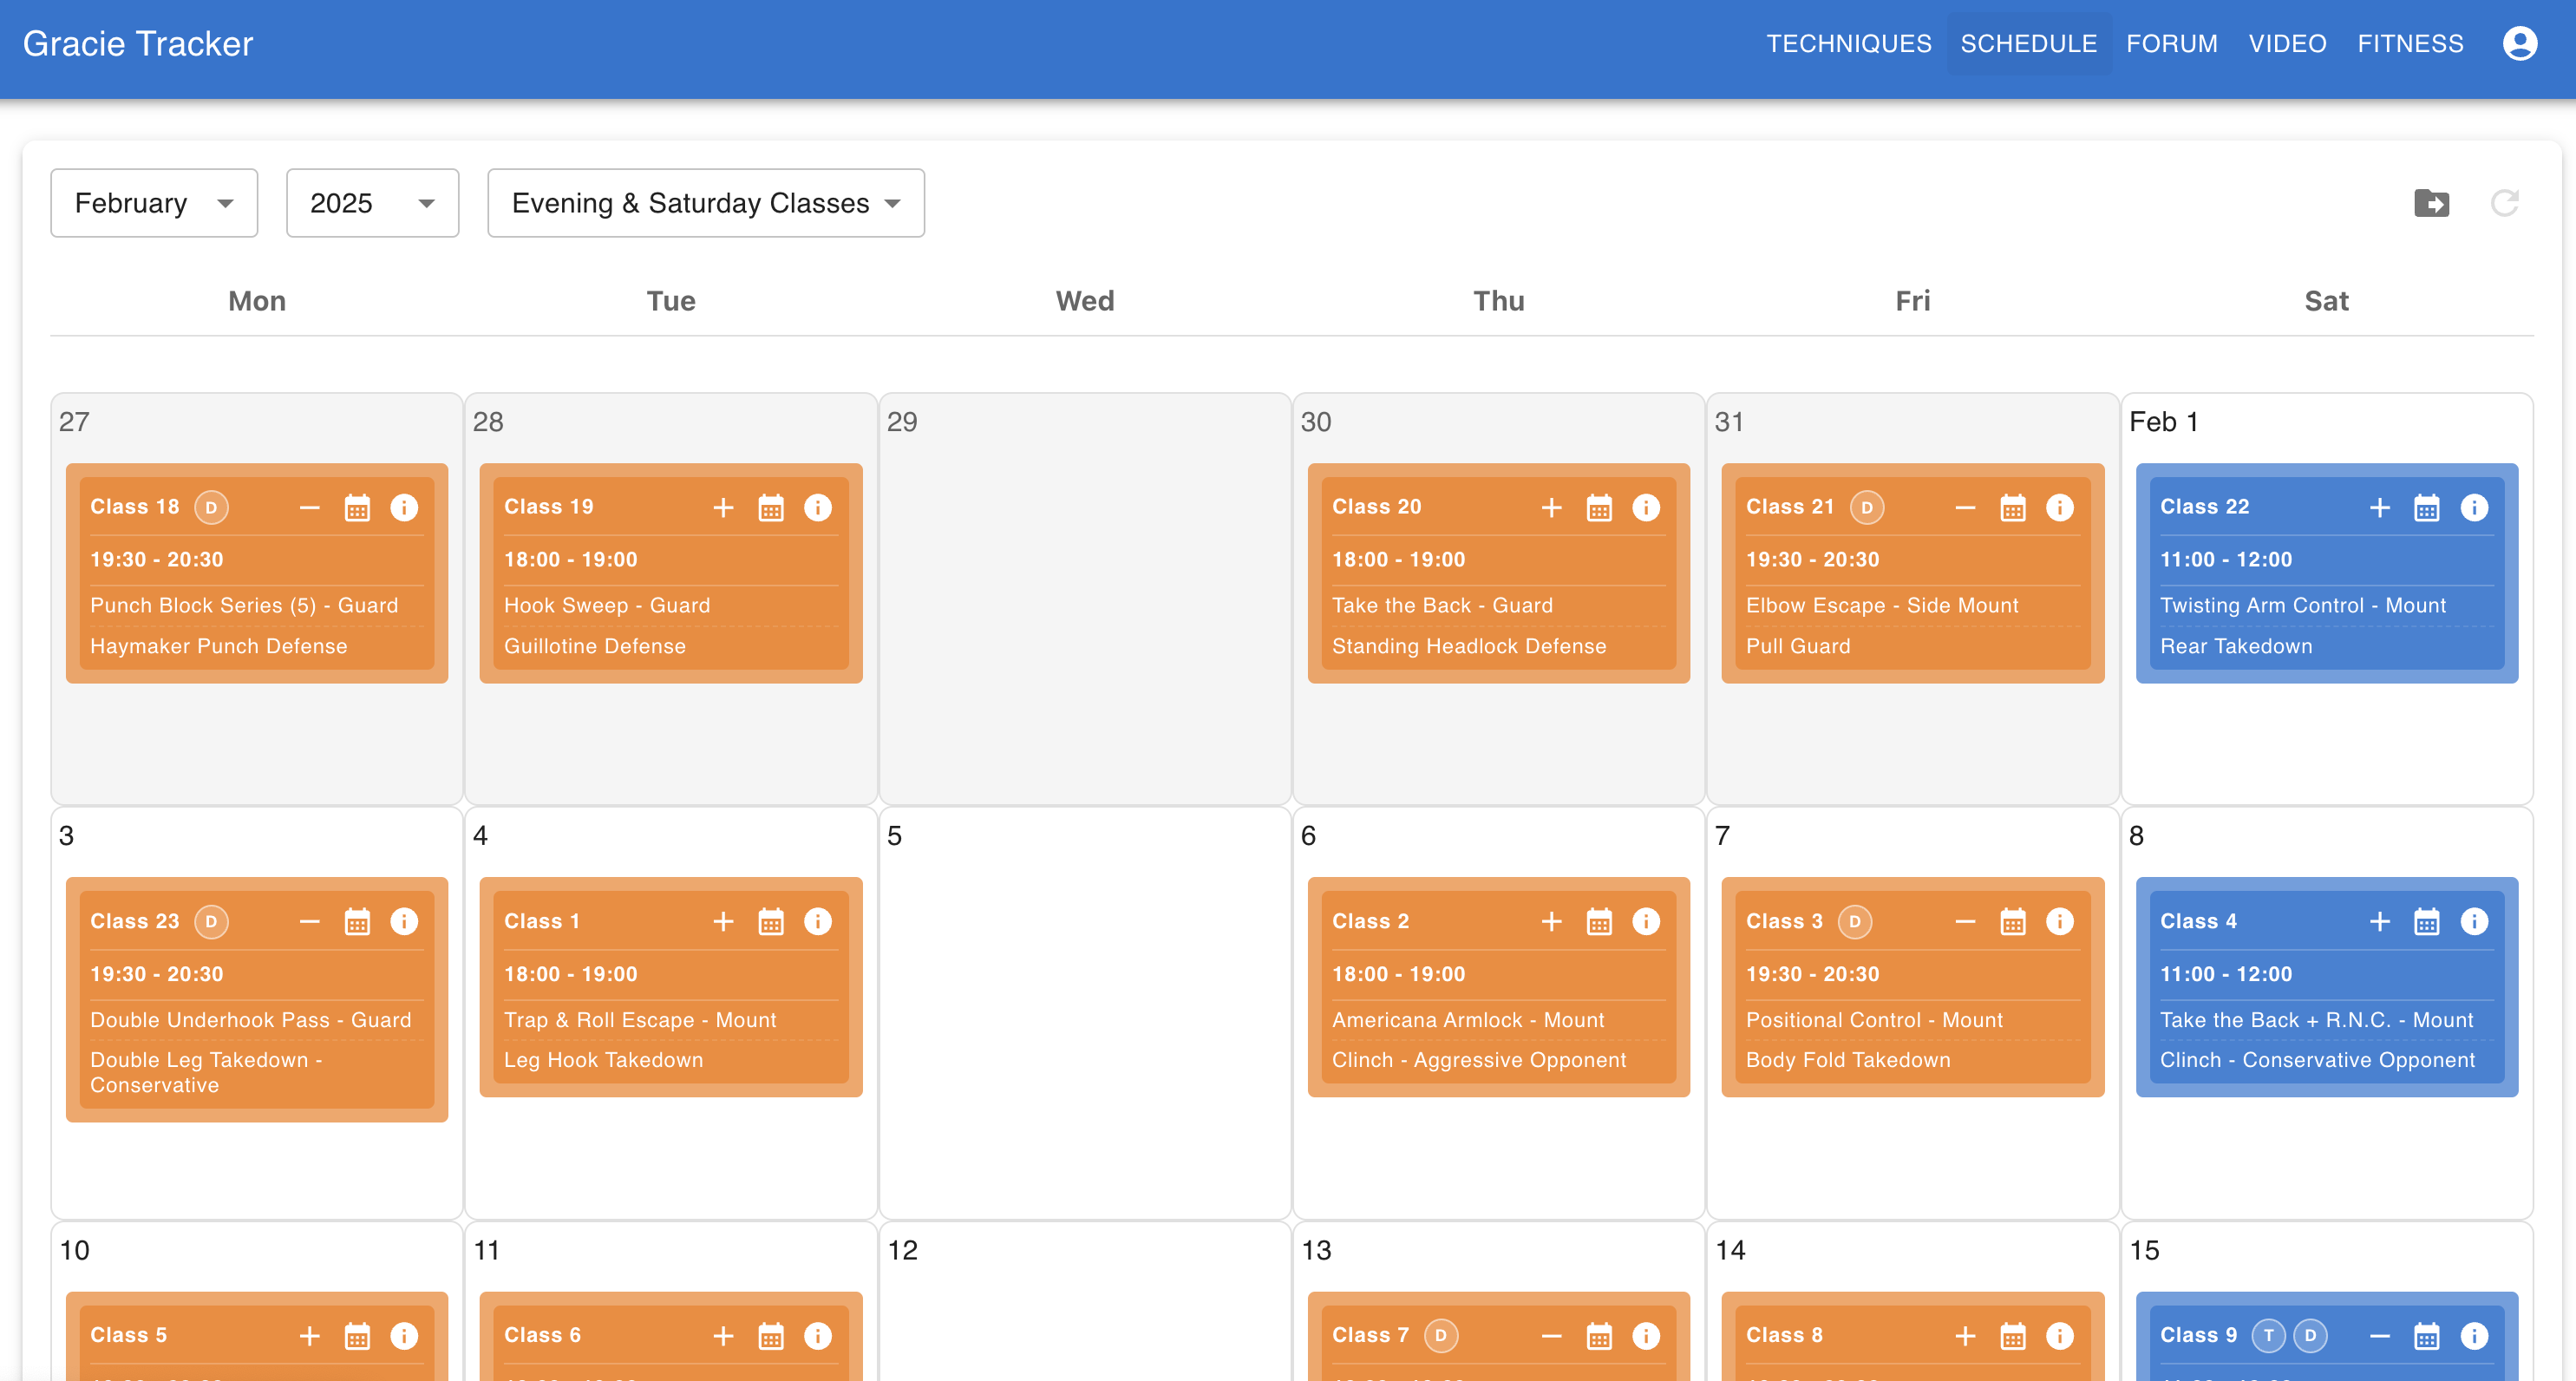 Gracie Tracker
TECHNIQUES SCHEDULE FORUM VIDEO FITNESS
February 2025 Evening & Saturday Classes
Mon Tue Wed Thu Fri Sat
27 28 29 30 31 Feb 1
Class 18 D
19:30 - 20:30
Punch Block Series (5) - Guard
Haymaker Punch Defense
Class 19
18:00 - 19:00
Hook Sweep - Guard
Guillotine Defense
Class 20
18:00 - 19:00
Take the Back - Guard
Standing Headlock Defense
Class 21 D
19:30 - 20:30
Elbow Escape - Side Mount
Pull Guard
Class 22
11:00 - 12:00
Twisting Arm Control - Mount
Rear Takedown
3 4 5 6 7 8
Class 23 D
19:30 - 20:30
Double Underhook Pass - Guard
Double Leg Takedown -
Conservative
Class 1
18:00 - 19:00
Trap & Roll Escape - Mount
Leg Hook Takedown
Class 2
18:00 - 19:00
Americana Armlock - Mount
Clinch - Aggressive Opponent
Class 3 D
19:30 - 20:30
Positional Control - Mount
Body Fold Takedown
Class 4
11:00 - 12:00
Take the Back + R.N.C. - Mount
Clinch - Conservative Opponent
10 11 12 13 14 15
Class 5
Class 6
Class 7 D
Class 8
Class 9 T D